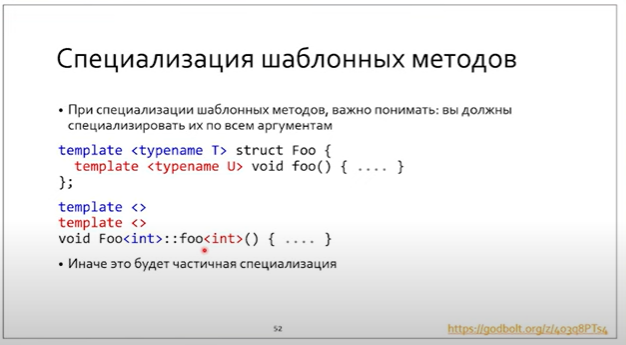 Специализация шаблонных методов
• При специализации шаблонных методов, важно понимать: вы должны
специализировать их по всем аргументам
template <typename T> struct Foo {
  template <typename U> void foo() { .... }
};
template <>
template <>
void Foo<int>::foo<int>() { .... }
• Иначе это будет частичная специализация
52
https://godbolt.org/z/403q8PTs4